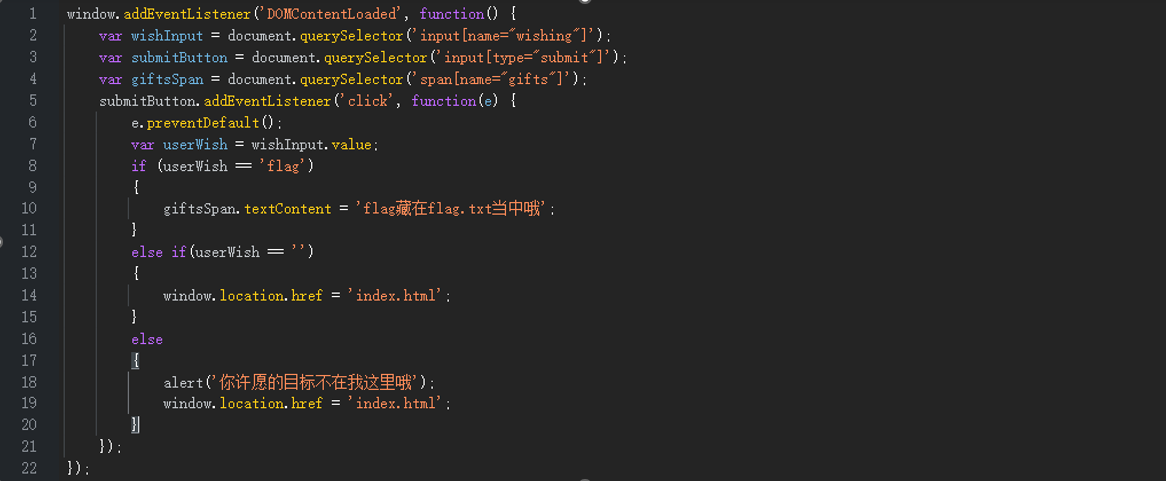 1 window.addEventListener('DOMContentLoaded', function() {
2     var wishInput = document.querySelector('input[name="wishing"]');
3     var submitButton = document.querySelector('input[type="submit"]');
4     var giftsSpan = document.querySelector('span[name="gifts"]');
5     submitButton.addEventListener('click', function(e) {
6         e.preventDefault();
7         var userWish = wishInput.value;
8         if (userWish == 'flag')
9         {
10             giftsSpan.textContent = 'flag藏在flag.txt当中哦';
11         }
12         else if(userWish == '')
13         {
14             window.location.href = 'index.html';
15         }
16         else
17         {
18             alert('你许愿的目标不在我这里哦');
19             window.location.href = 'index.html';
20         }
21     });
22 });